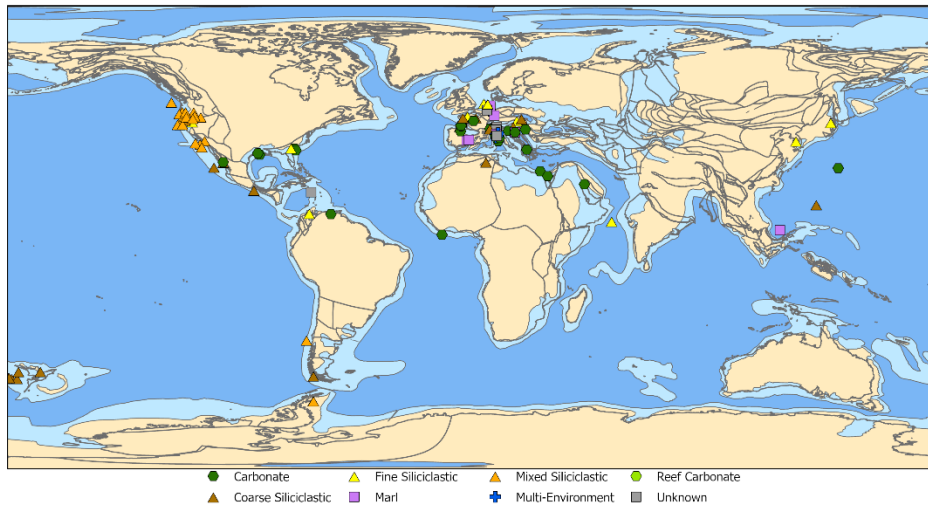 Carbonate Fine Siliciclastic Mixed Siliciclastic Reef Carbonate
Coarse Siliciclastic Marl Multi-Environment Unknown